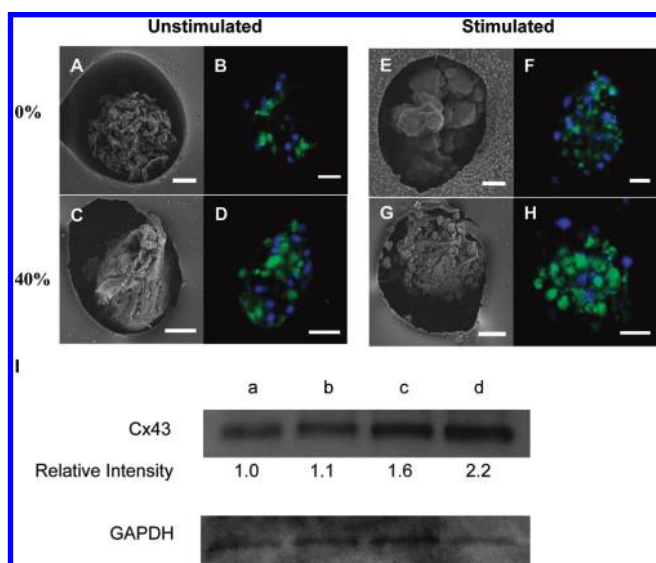 Unstimulated Stimulated
A B E F
0%
C D G H
40%
I
a b c d
Cx43
Relative Intensity 1.0 1.1 1.6 2.2
GAPDH